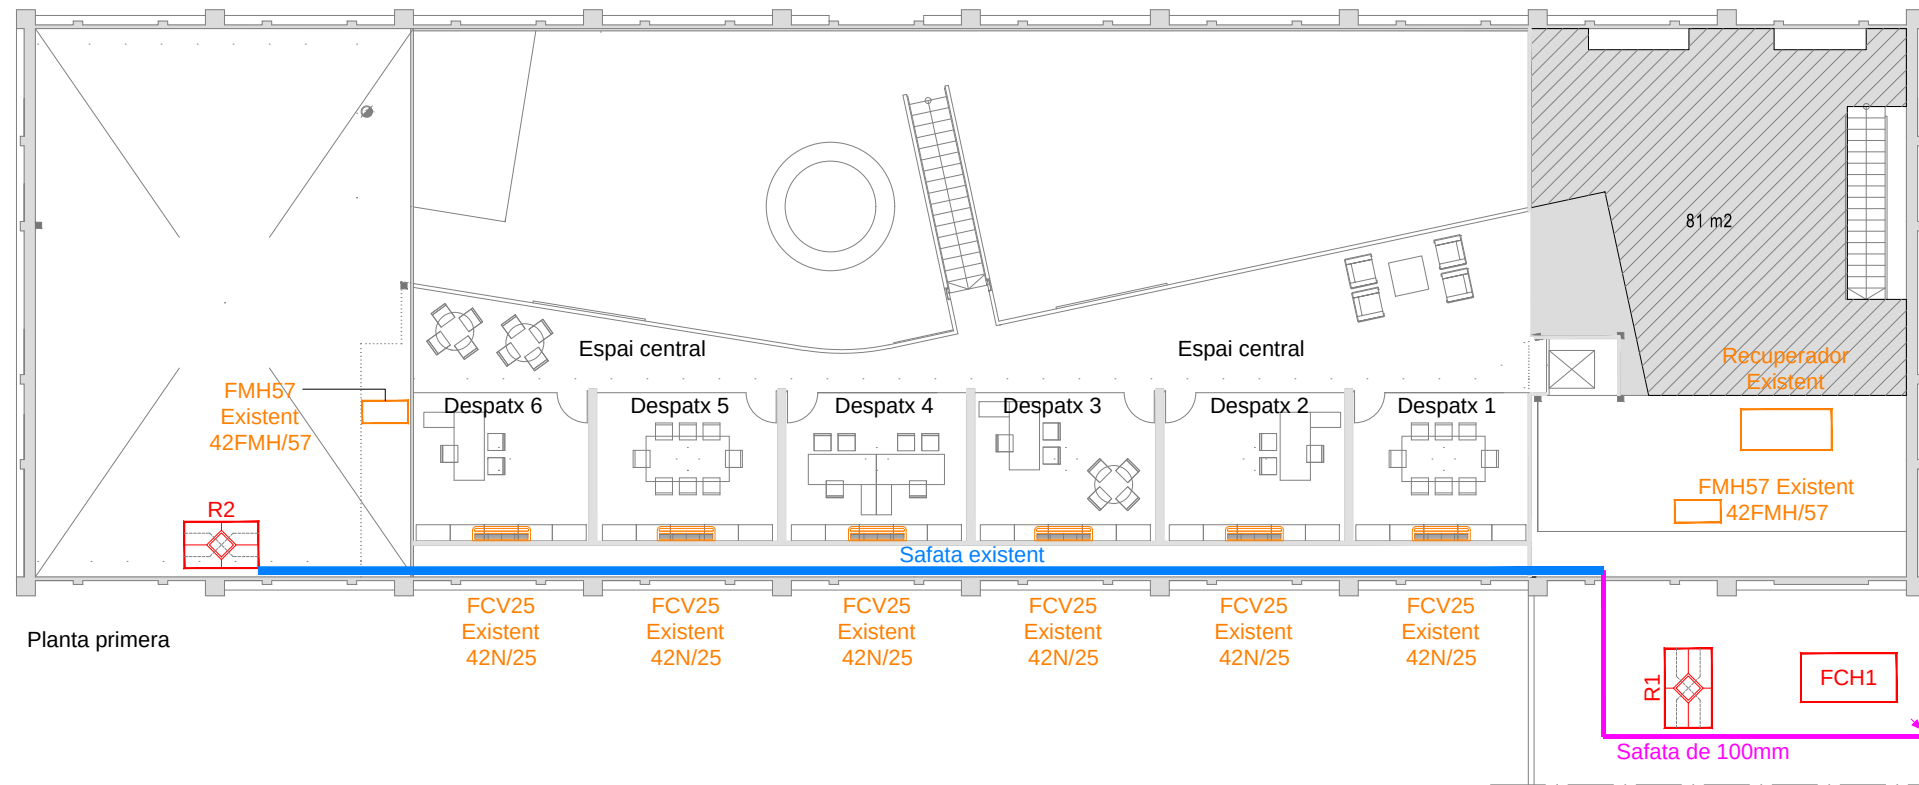 81 m2
Espai central
Espai central
Recuperador
Existent
FMH57
Existent
42FMH/57
Despatx 6
Despatx 5
Despatx 4
Despatx 3
Despatx 2
Despatx 1
FMH57 Existent
42FMH/57
R2
Safata existent
FCV25
Existent
42N/25
FCV25
Existent
42N/25
FCV25
Existent
42N/25
FCV25
Existent
42N/25
FCV25
Existent
42N/25
FCV25
Existent
42N/25
Planta primera
R1
FCH1
Safata de 100mm